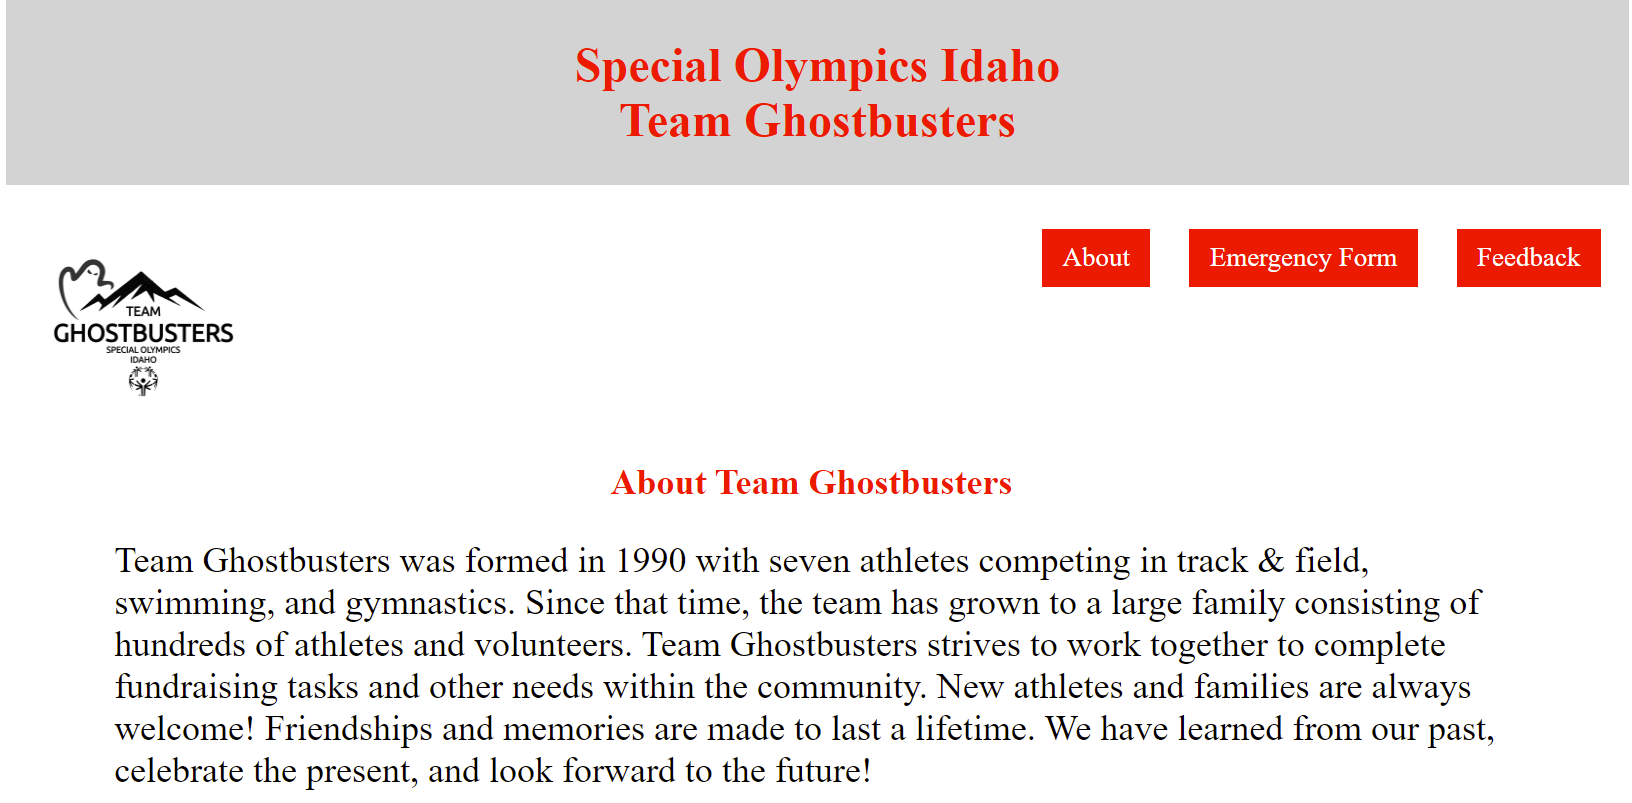 Special Olympics Idaho
Team Ghostbusters
About
Emergency Form
Feedback
TEAM
GHOSTBUSTERS
SPECIAL OLYMPICS
IDAHO
About Team Ghostbusters
Team Ghostbusters was formed in 1990 with seven athletes competing in track & field,
swimming, and gymnastics. Since that time, the team has grown to a large family consisting of
hundreds of athletes and volunteers. Team Ghostbusters strives to work together to complete
fundraising tasks and other needs within the community. New athletes and families are always
welcome! Friendships and memories are made to last a lifetime. We have learned from our past,
celebrate the present, and look forward to the future!